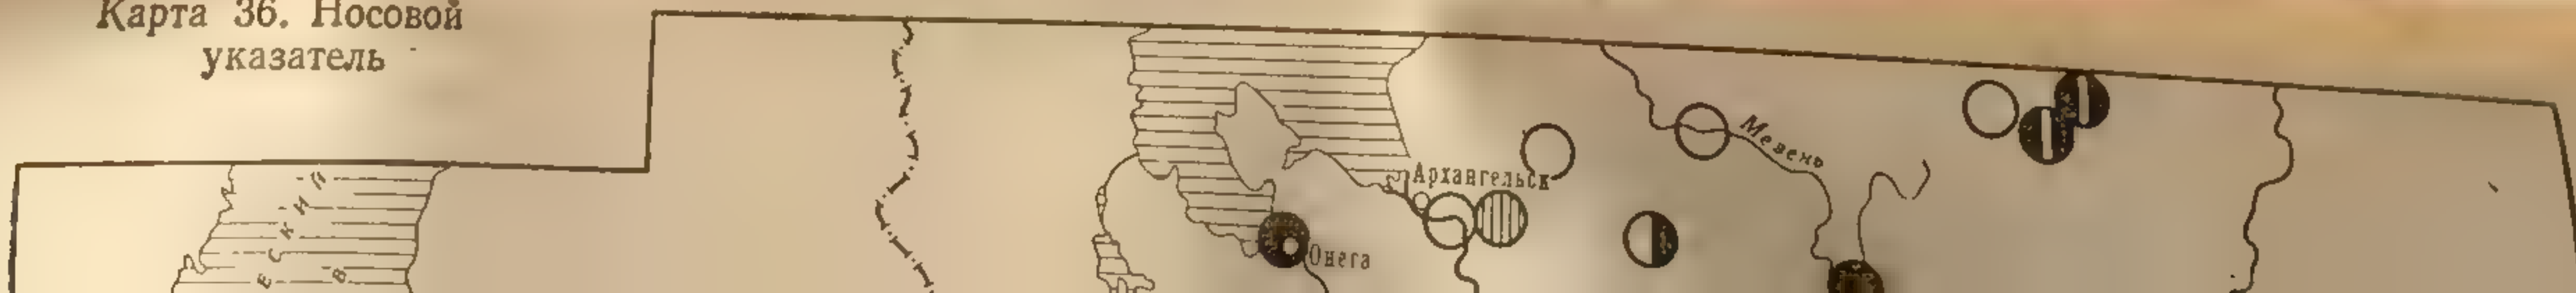 Карта 36. Носовой
указатель
Мезень
Архангельск
Онега